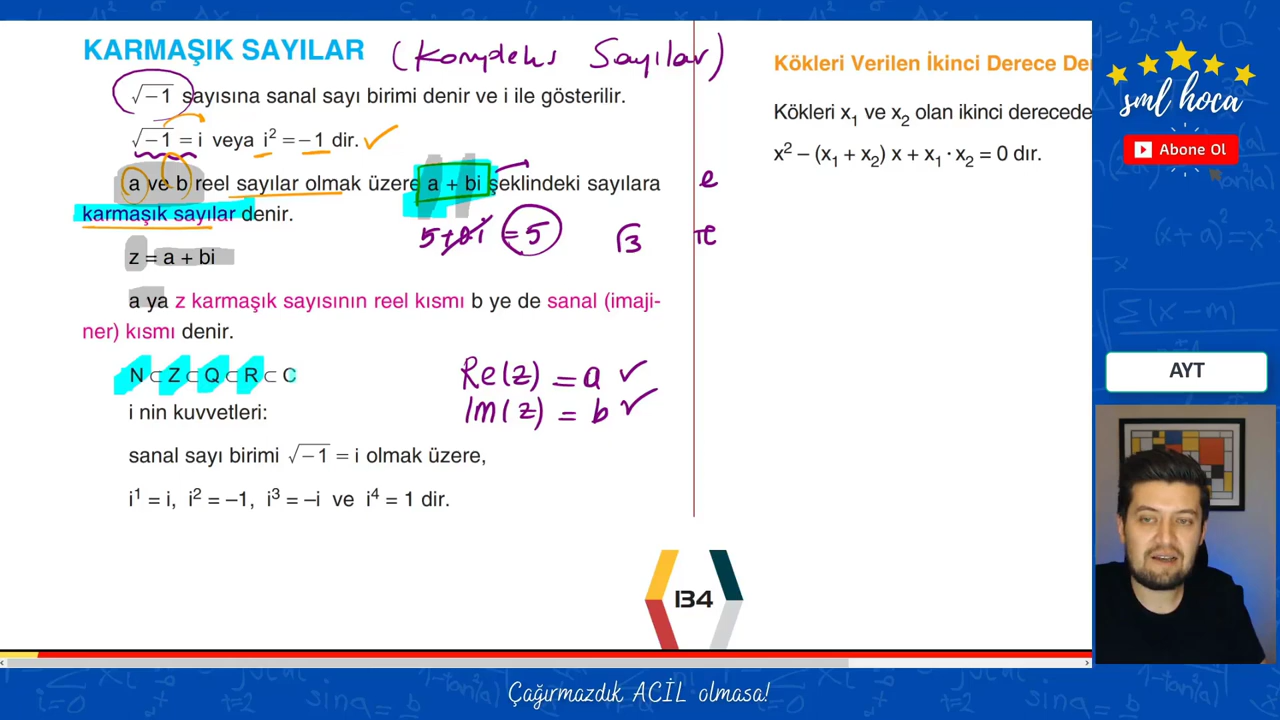 KARMAŞIK SAYILAR (Kompleks Sayılar)
√−1 sayısına sanal sayı birimi denir ve i ile gösterilir.
√−1 = i veya i² = −1 dir.
a ve b reel sayılar olmak üzere a + bi şeklindeki sayılara
karmaşık sayılar denir.
5+0i = 5 √3
z = a + bi
a ya z karmaşık sayısının reel kısmı b ye de sanal (imaji-
ner) kısmı denir.
N ⊂ Z ⊂ Q ⊂ R ⊂ C
Re(z) = a ✓
Im(z) = b ✓
i nin kuvvetleri:
sanal sayı birimi √−1 = i olmak üzere,
i¹ = i, i² = –1, i³ = –i ve i⁴ = 1 dir.
e
π
134
Kökleri Verilen İkinci Derece De
Kökleri x₁ ve x₂ olan ikinci derecede
x² – (x₁ + x₂) x + x₁ · x₂ = 0 dır.
sml hoca
Abone Ol
AYT
Çağırmazdık ACİL olmasa!